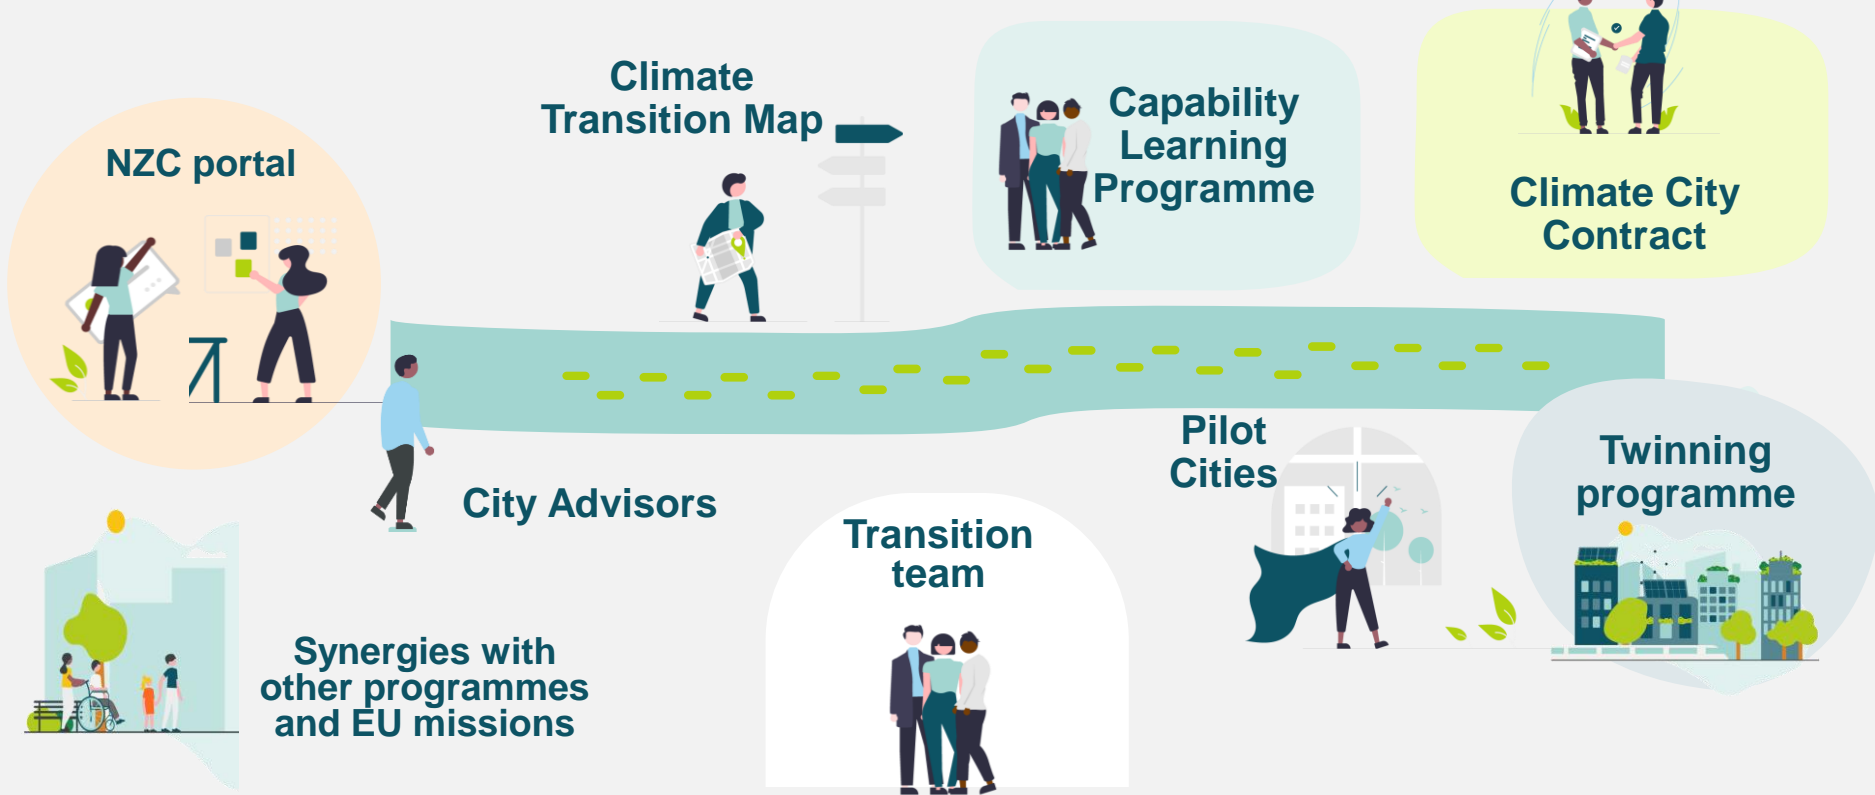 NZC portal
Climate
Transition Map
Capability
Learning
Programme
Climate City
Contract
City Advisors
Transition
team
Pilot
Cities
Twinning
programme
Synergies with
other programmes
and EU missions